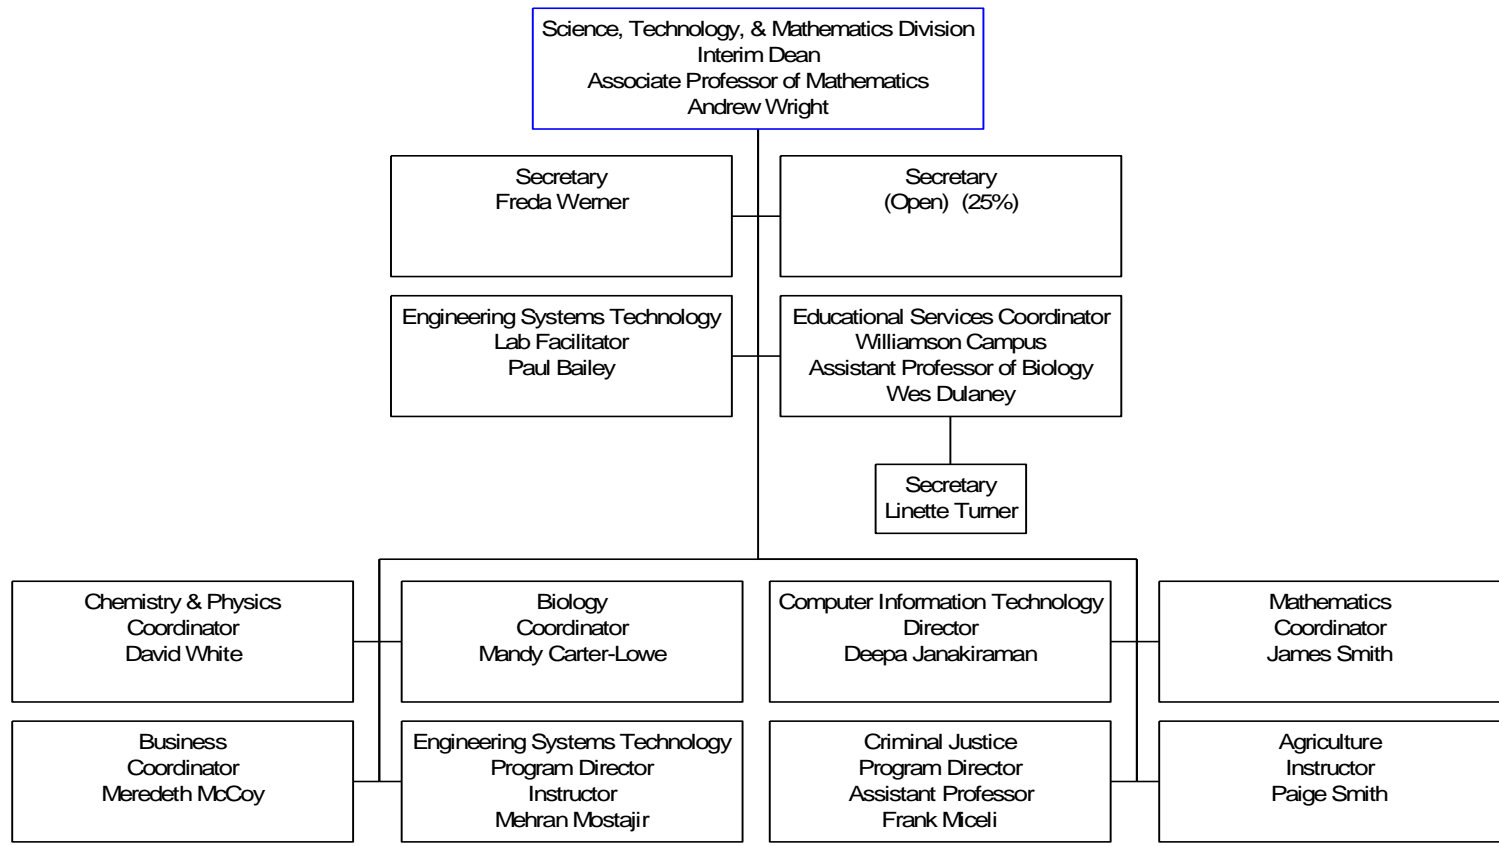 Science, Technology, & Mathematics Division
Interim Dean
Associate Professor of Mathematics
Andrew Wright
Secretary
Freda Werner
Secretary
(Open) (25%)
Engineering Systems Technology
Lab Facilitator
Paul Bailey
Educational Services Coordinator
Williamson Campus
Assistant Professor of Biology
Wes Dulaney
Secretary
Linette Turner
Chemistry & Physics
Coordinator
David White
Biology
Coordinator
Mandy Carter-Lowe
Computer Information Technology
Director
Deepa Janakiraman
Mathematics
Coordinator
James Smith
Business
Coordinator
Meredeth McCoy
Engineering Systems Technology
Program Director
Instructor
Mehran Mostajir
Criminal Justice
Program Director
Assistant Professor
Frank Miceli
Agriculture
Instructor
Paige Smith